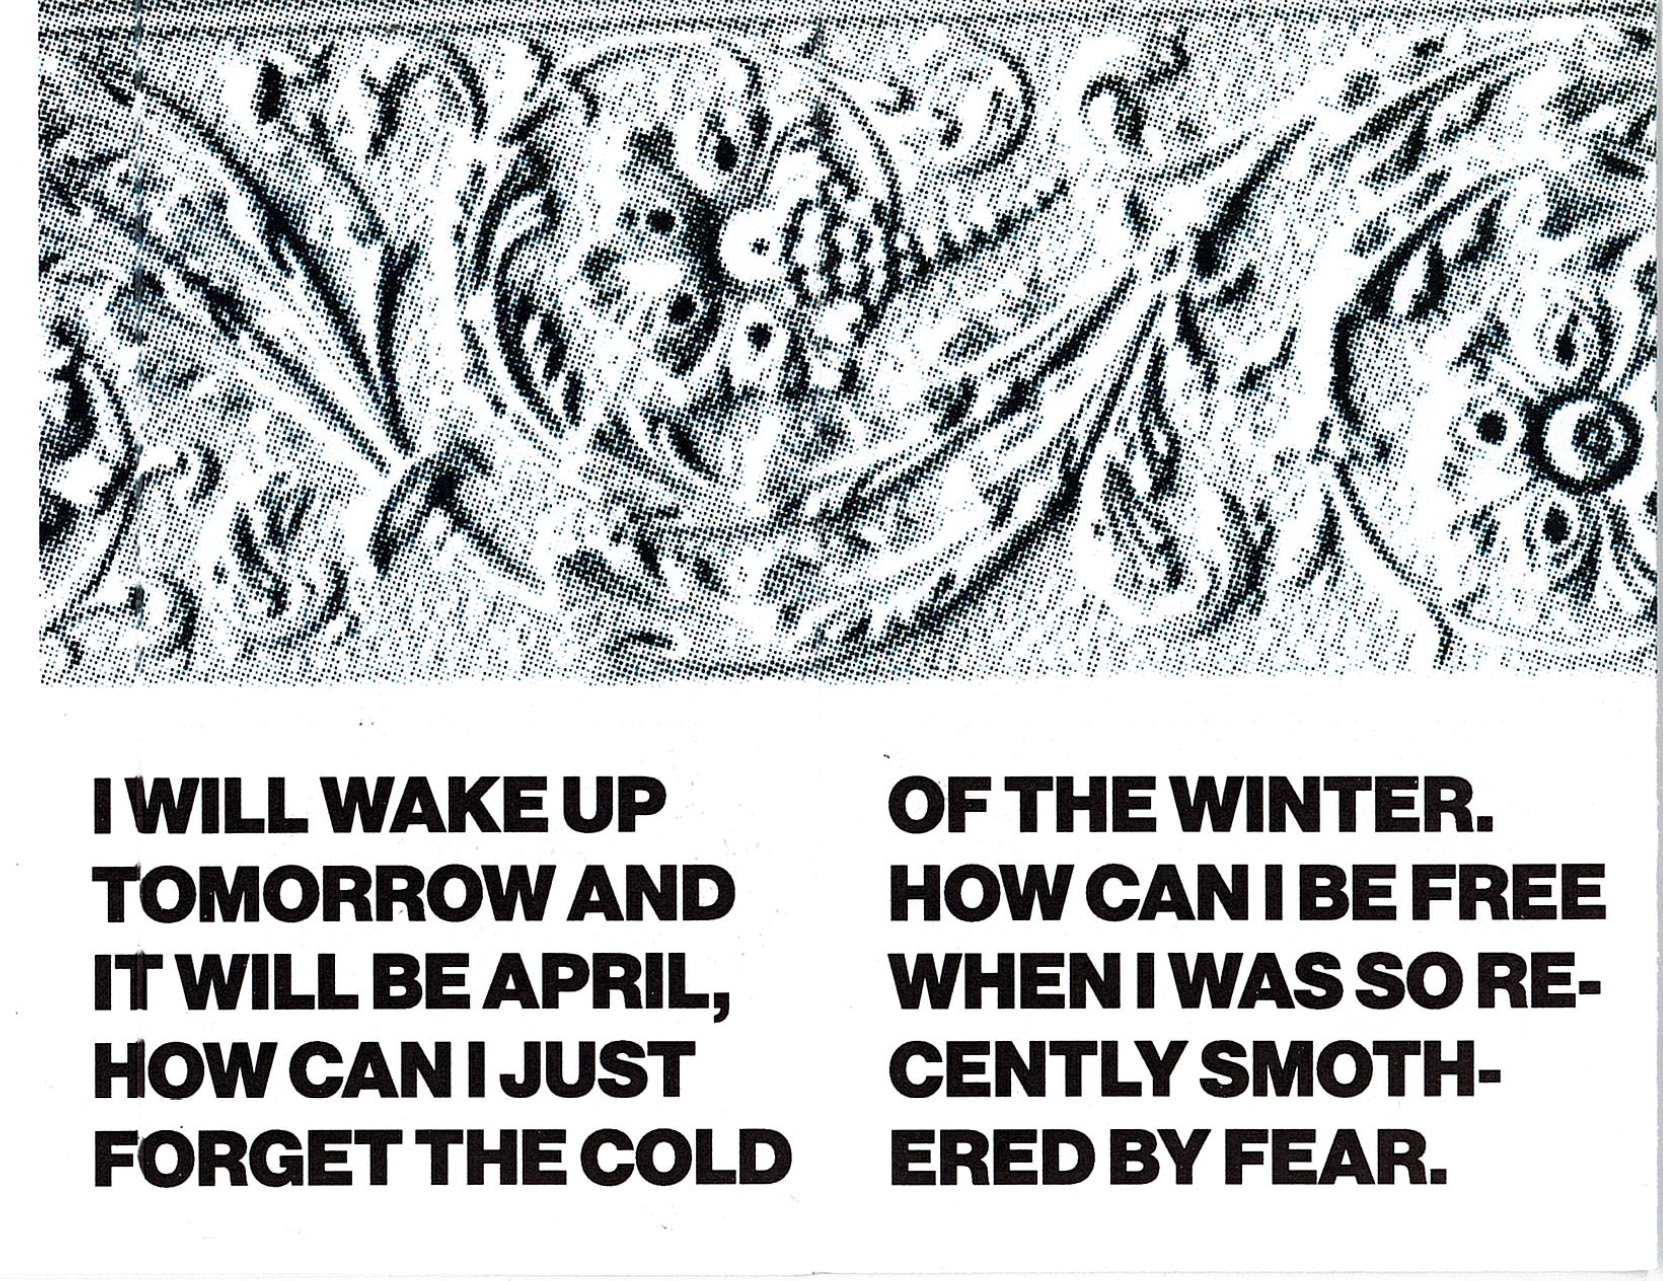 I WILL WAKE UP
TOMORROW AND
IT WILL BE APRIL,
HOW CAN I JUST
FORGET THE COLD
OF THE WINTER.
HOW CAN I BE FREE
WHEN I WAS SO RE-
CENTLY SMOTH-
ERED BY FEAR.